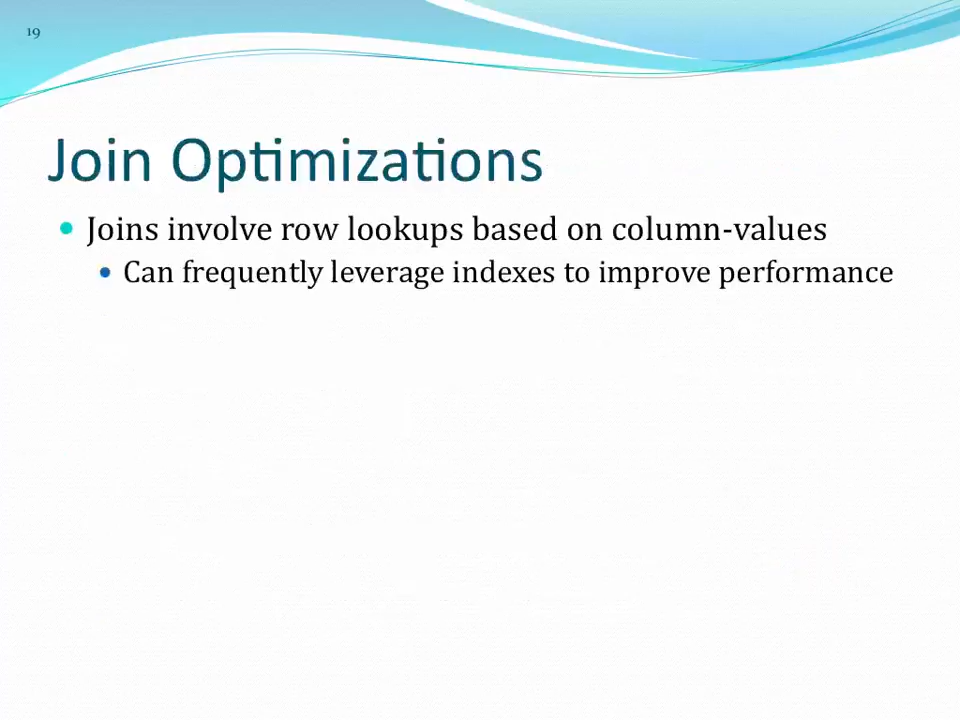 19
Join Optimizations
Joins involve row lookups based on column-values
Can frequently leverage indexes to improve performance